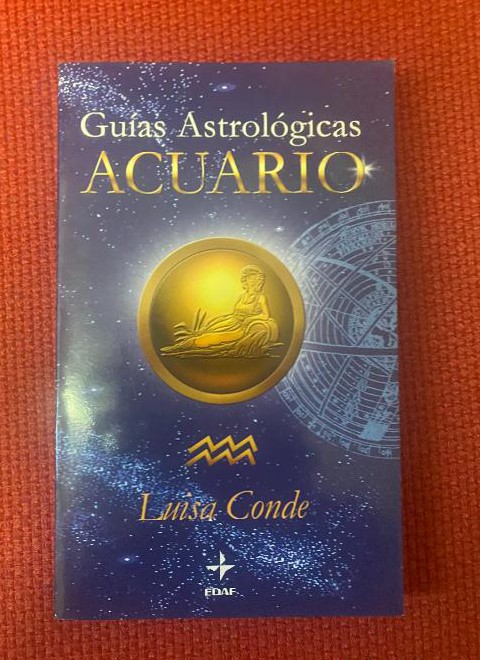 Guías Astrológicas
ACUARIO
Luisa Conde
EDAF